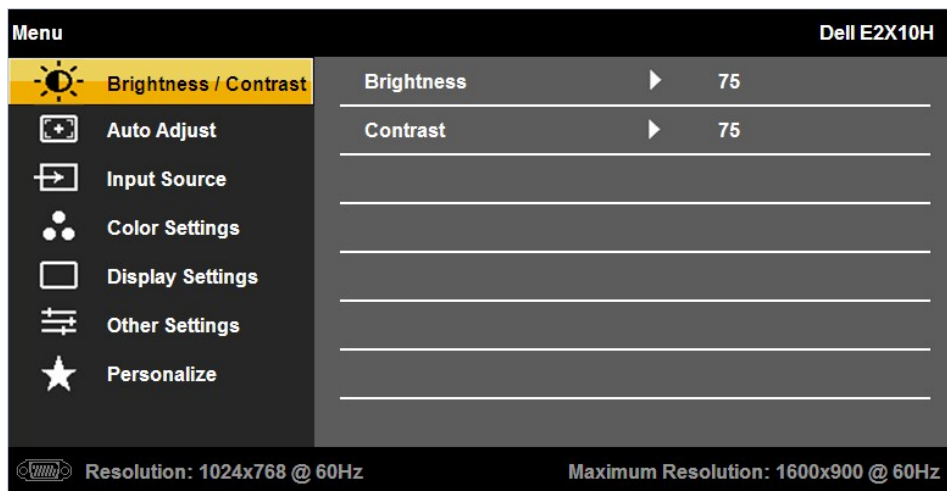 Menu Dell E2X10H
Brightness / Contrast Brightness 75
Auto Adjust Contrast 75
Input Source
Color Settings
Display Settings
Other Settings
Personalize
Resolution: 1024x768 @ 60Hz Maximum Resolution: 1600x900 @ 60Hz